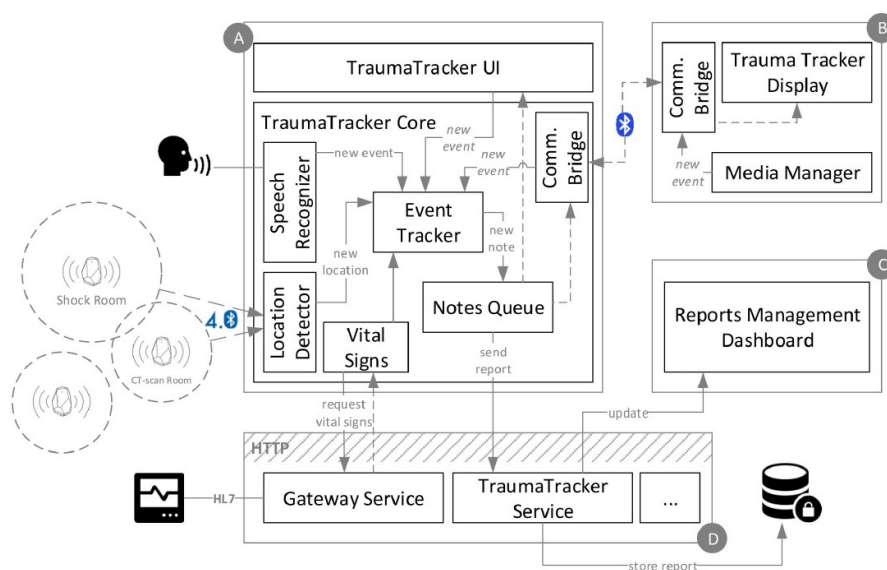 A
TraumaTracker UI
TraumaTracker Core
new
event
new event
new
event
Speech
Recognizer
Event
Tracker
Comm.
Bridge
new
location
new
note
Location
Detector
Vital
Signs
Notes Queue
Shock Room
4.0
CT-scan Room
request
vital signs
send
report
B
Comm.
Bridge
Trauma Tracker
Display
new
event
Media Manager
C
Reports Management
Dashboard
update
HTTP
HL7
Gateway Service
TraumaTracker
Service
...
D
store report